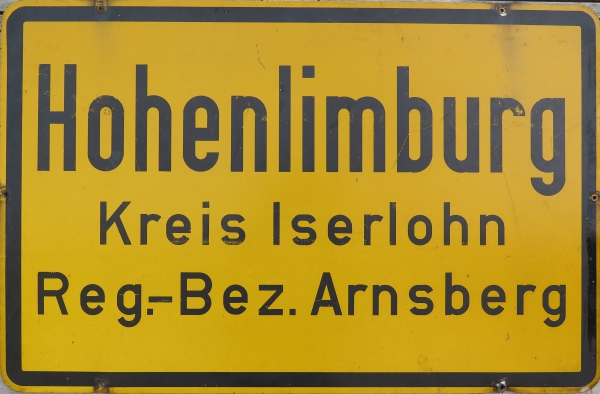 Hohenlimburg
Kreis Iserlohn
Reg.-Bez. Arnsberg